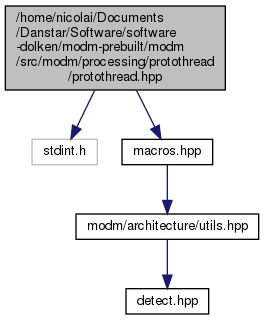 /home/nicolai/Documents
/Danstar/Software/software
-dolken/modm-prebuilt/modm
/src/modm/processing/protothread
/protothread.hpp
stdint.h
macros.hpp
modm/architecture/utils.hpp
detect.hpp